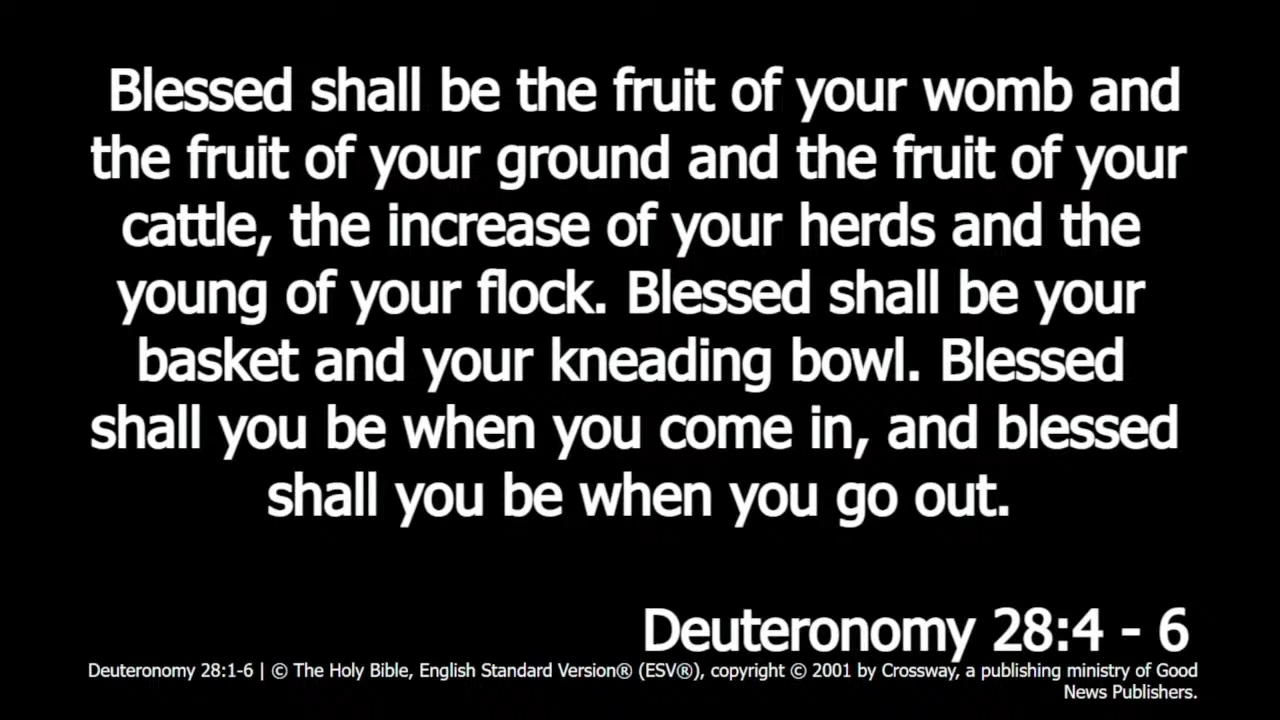 Blessed shall be the fruit of your womb and
the fruit of your ground and the fruit of your
cattle, the increase of your herds and the
young of your flock. Blessed shall be your
basket and your kneading bowl. Blessed
shall you be when you come in, and blessed
shall you be when you go out.
Deuteronomy 28:4 - 6
Deuteronomy 28:1-6 | © The Holy Bible, English Standard Version® (ESV®), copyright © 2001 by Crossway, a publishing ministry of Good
News Publishers.